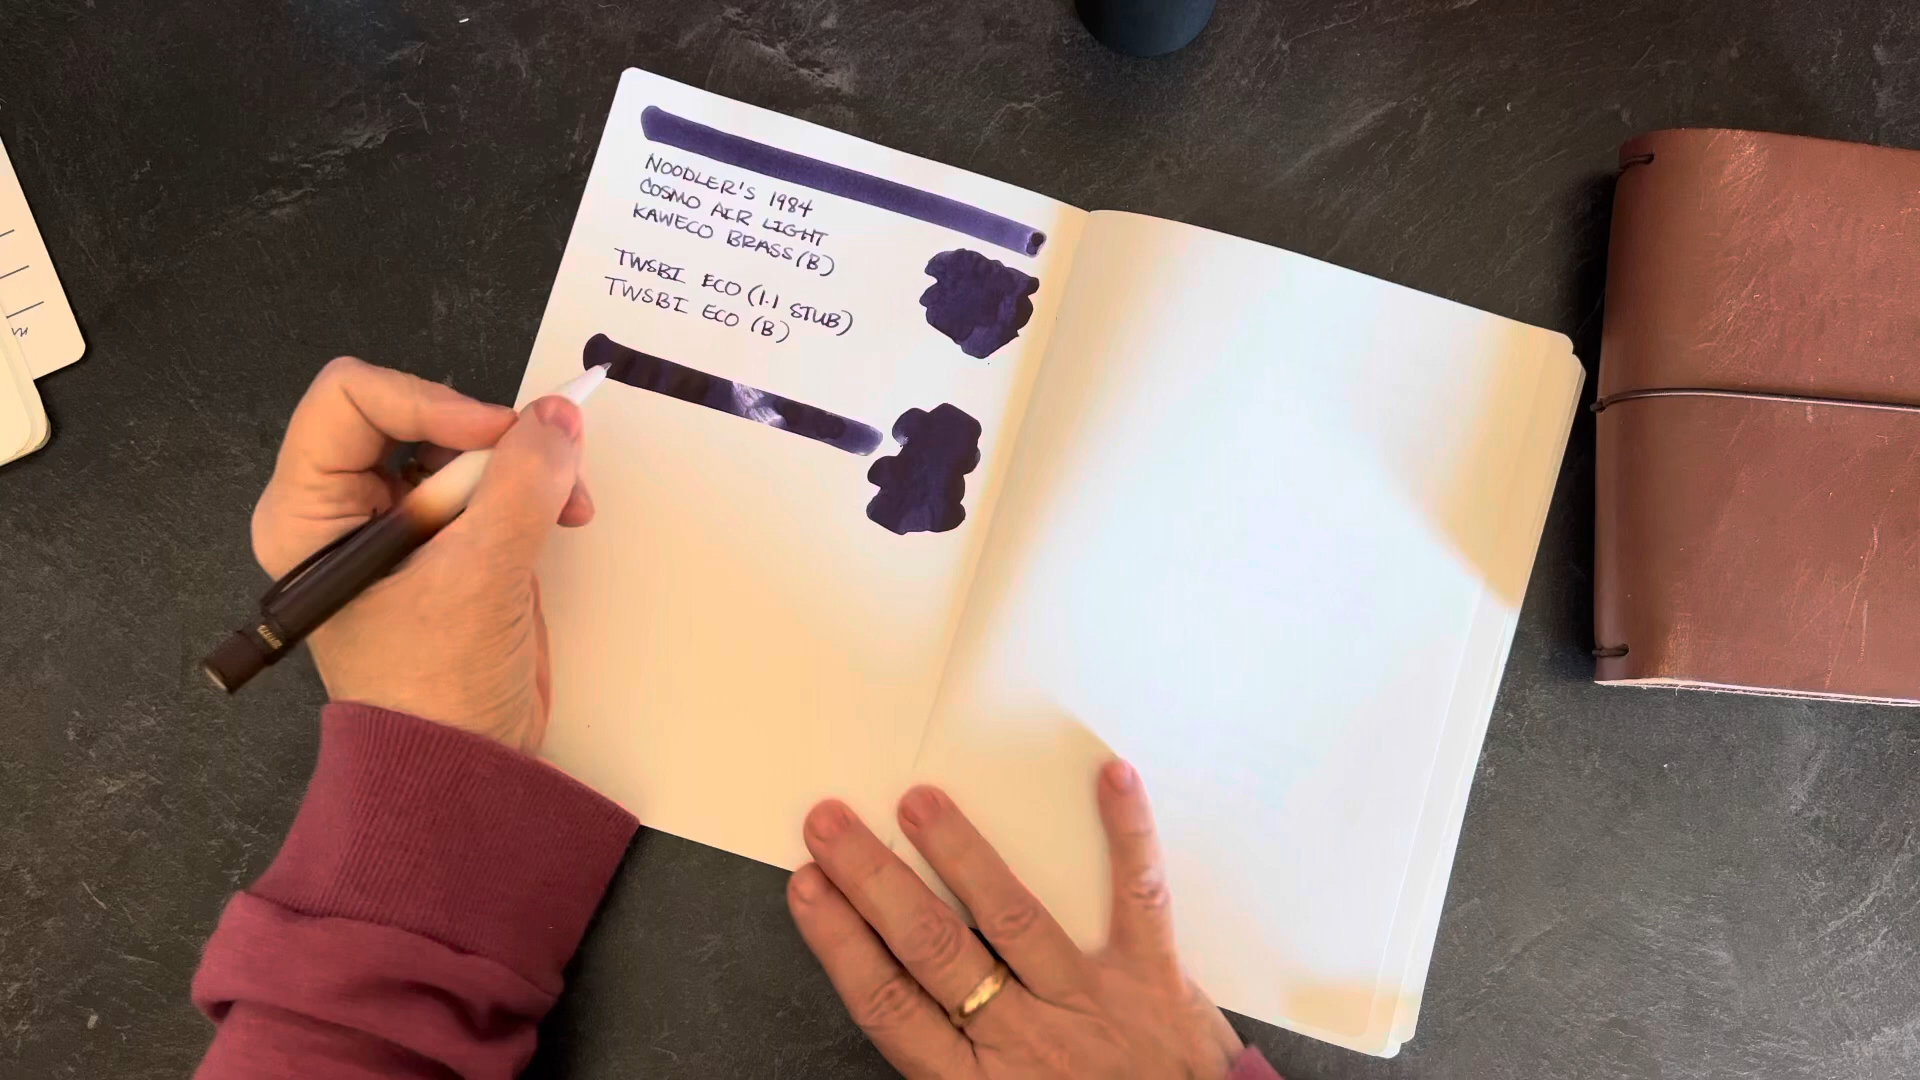 NOODLER'S 1984
COSMO AIR LIGHT
KAWECO BRASS (B)
TWSBI ECO (1.1 STUB)
TWSBI ECO (B)